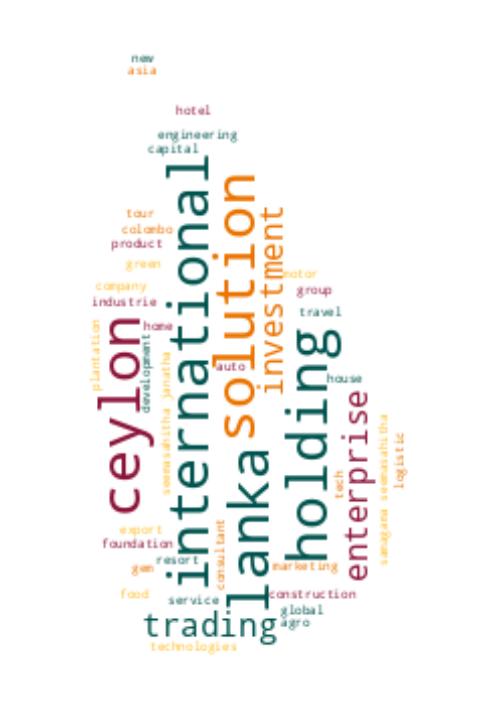 new
asia
hotel
engineering
capital
international
solution
investment
tour
colombo
product
green
motor
company
group
industrie
travel
plantation
ceylon
home
development
seemasahitha janatha
auto
holding
house
enterprise
samagana seemasahitha
logistic
tech
lanka
export
foundation
consultant
resort
gem
marketing
food
service
construction
global
trading
agro
technologies